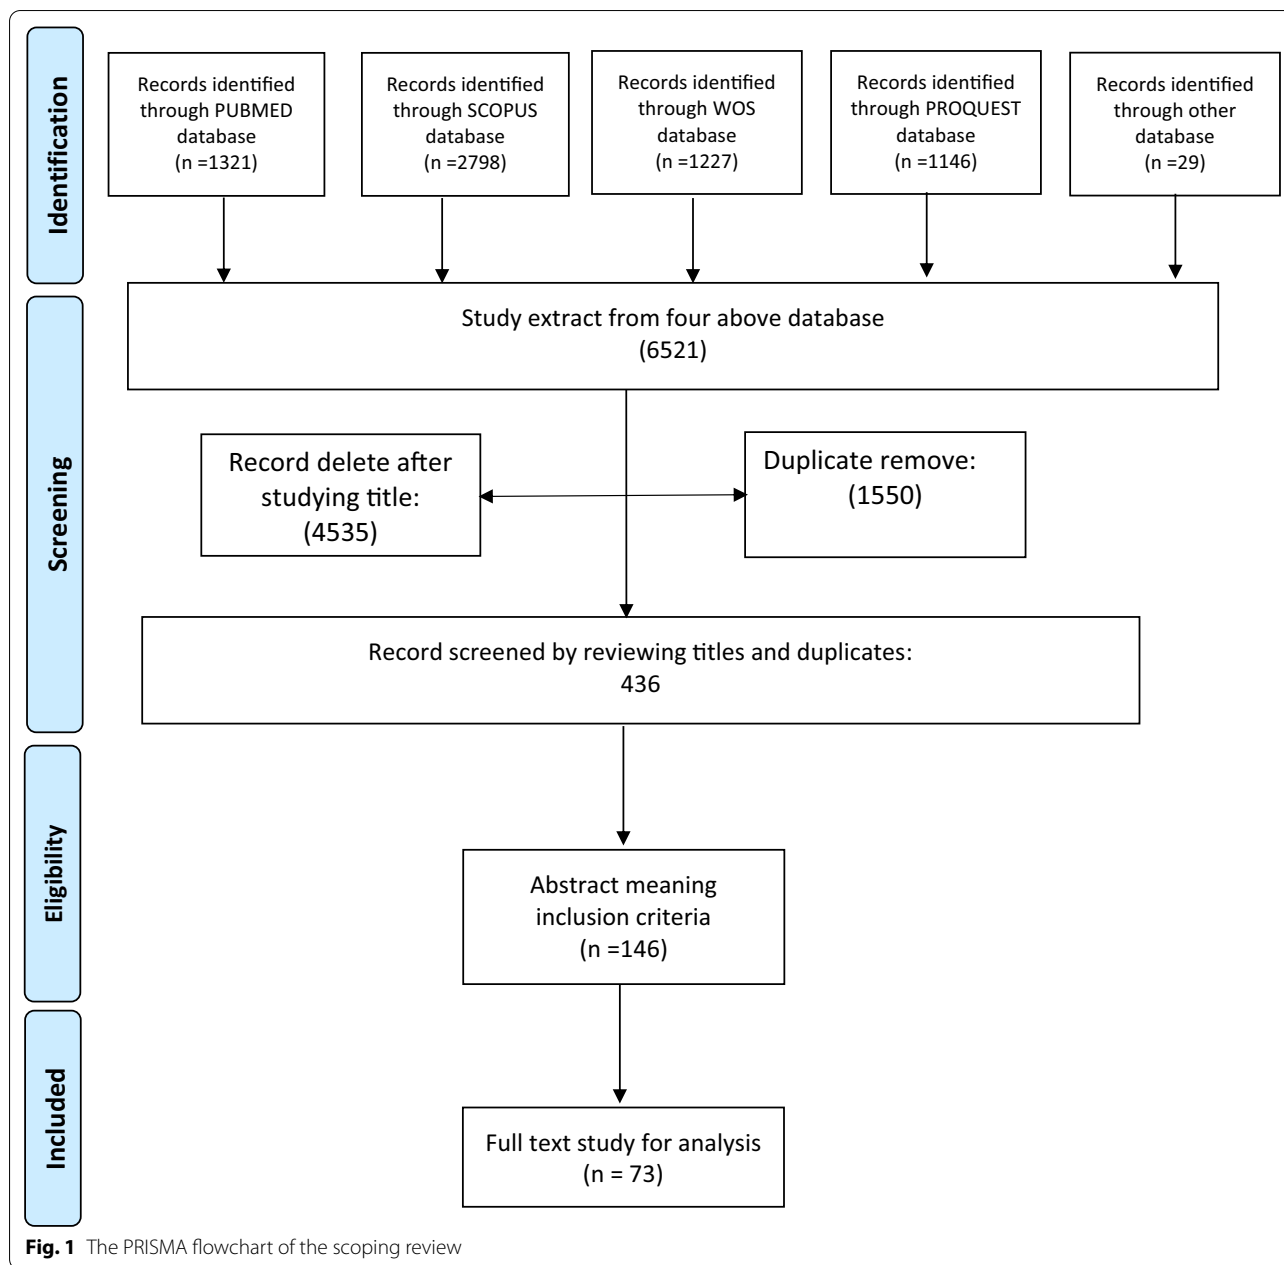 Identification
Records identified
through PUBMED
database
(n =1321)
Records identified
through SCOPUS
database
(n =2798)
Records identified
through WOS
database
(n =1227)
Records identified
through PROQUEST
database
(n =1146)
Records identified
through other
database
(n =29)
Screening
Study extract from four above database
(6521)
Record delete after
studying title:
(4535)
Duplicate remove:
(1550)
Record screened by reviewing titles and duplicates:
436
Eligibility
Abstract meaning
inclusion criteria
(n =146)
Included
Full text study for analysis
(n = 73)
Fig. 1 The PRISMA flowchart of the scoping review